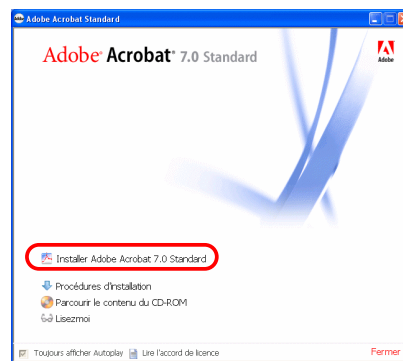 Adobe Acrobat Standard
Adobe® Acrobat® 7.0 Standard
Adobe
Installer Adobe Acrobat 7.0 Standard
Procédures d'installation
Parcourir le contenu du CD-ROM
Lisezmoi
Toujours afficher Autoplay Lire l'accord de licence Fermer